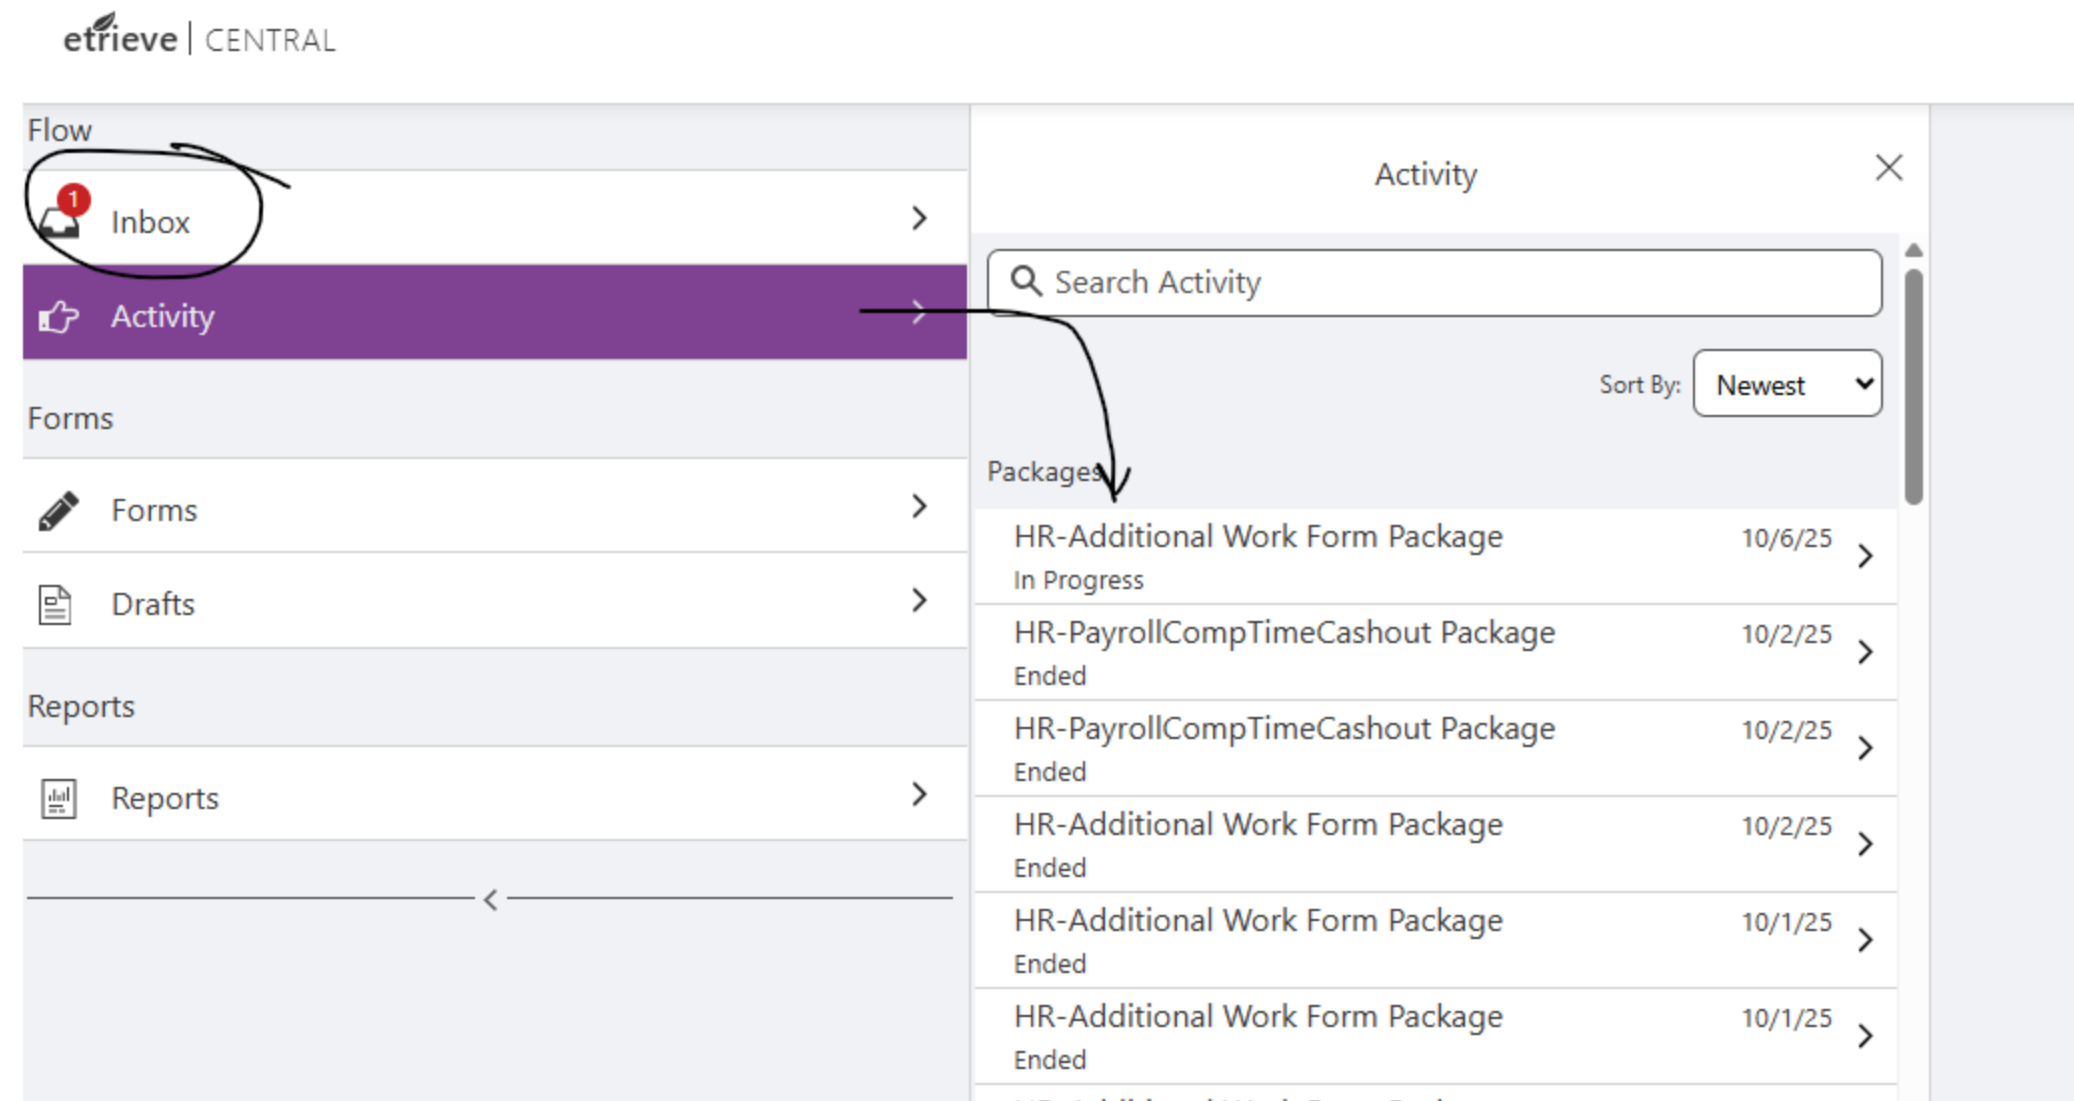 etrieve | CENTRAL
Flow
1
Inbox
Activity
Forms
Forms
Drafts
Reports
Reports
Activity
Search Activity
Sort By: Newest
Packages
HR-Additional Work Form Package 10/6/25
In Progress
HR-PayrollCompTimeCashout Package 10/2/25
Ended
HR-PayrollCompTimeCashout Package 10/2/25
Ended
HR-Additional Work Form Package 10/2/25
Ended
HR-Additional Work Form Package 10/1/25
Ended
HR-Additional Work Form Package 10/1/25
Ended